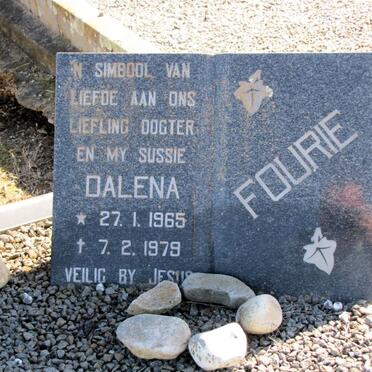 'N SIMBOOL VAN
LIEFDE AAN ONS
LIEFLING DOGTER
EN MY SUSSIE
DALENA
* 27. 1. 1965
† 7. 2. 1979
VEILIG BY JESUS
FOURIE